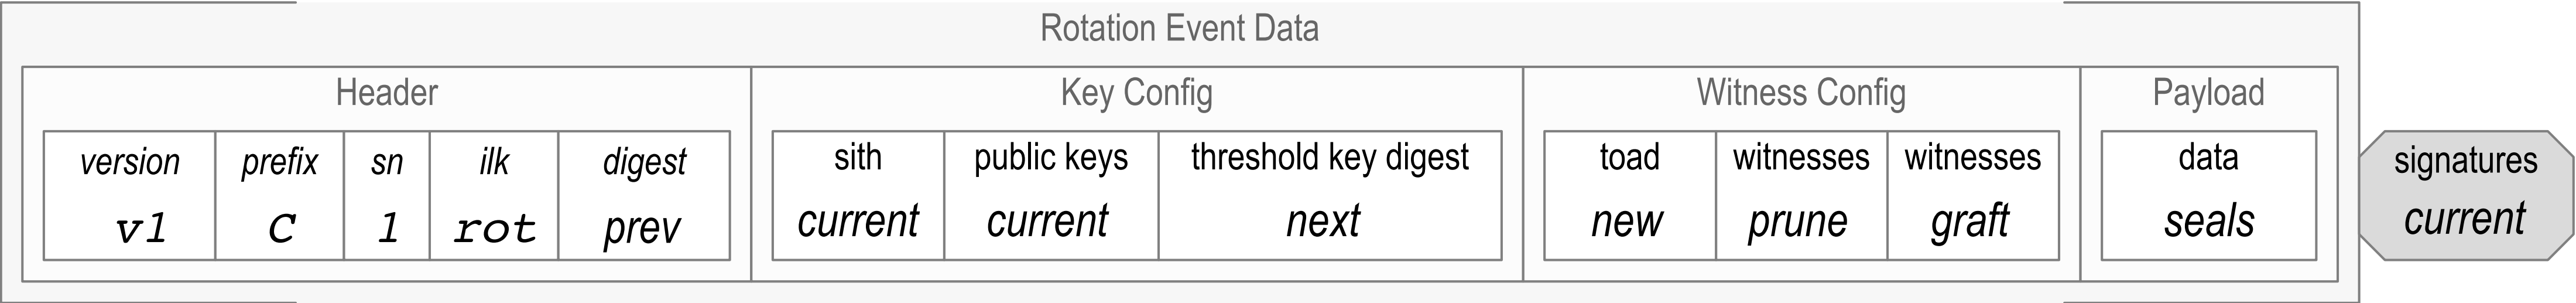 Rotation Event Data
Header
Key Config
Witness Config
Payload
version prefix sn ilk digest
sith public keys threshold key digest
toad witnesses witnesses
data
signatures
v1 C 1 rot prev
current current next
new prune graft
seals
current